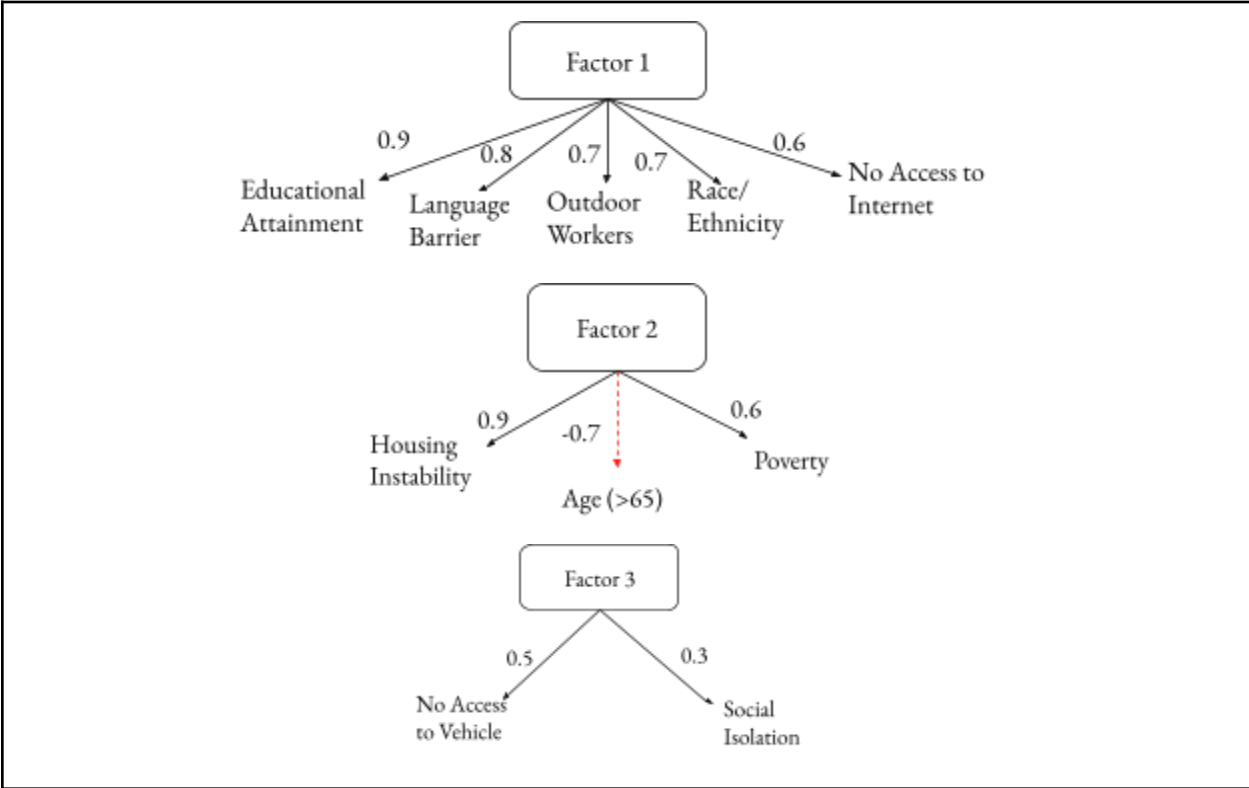 Factor 1
0.9
0.8
0.7
0.7
0.6
Educational
Attainment
Language
Barrier
Outdoor
Workers
Race/
Ethnicity
No Access to
Internet
Factor 2
0.9
-0.7
0.6
Housing
Instability
Age (>65)
Poverty
Factor 3
0.5
0.3
No Access
to Vehicle
Social
Isolation